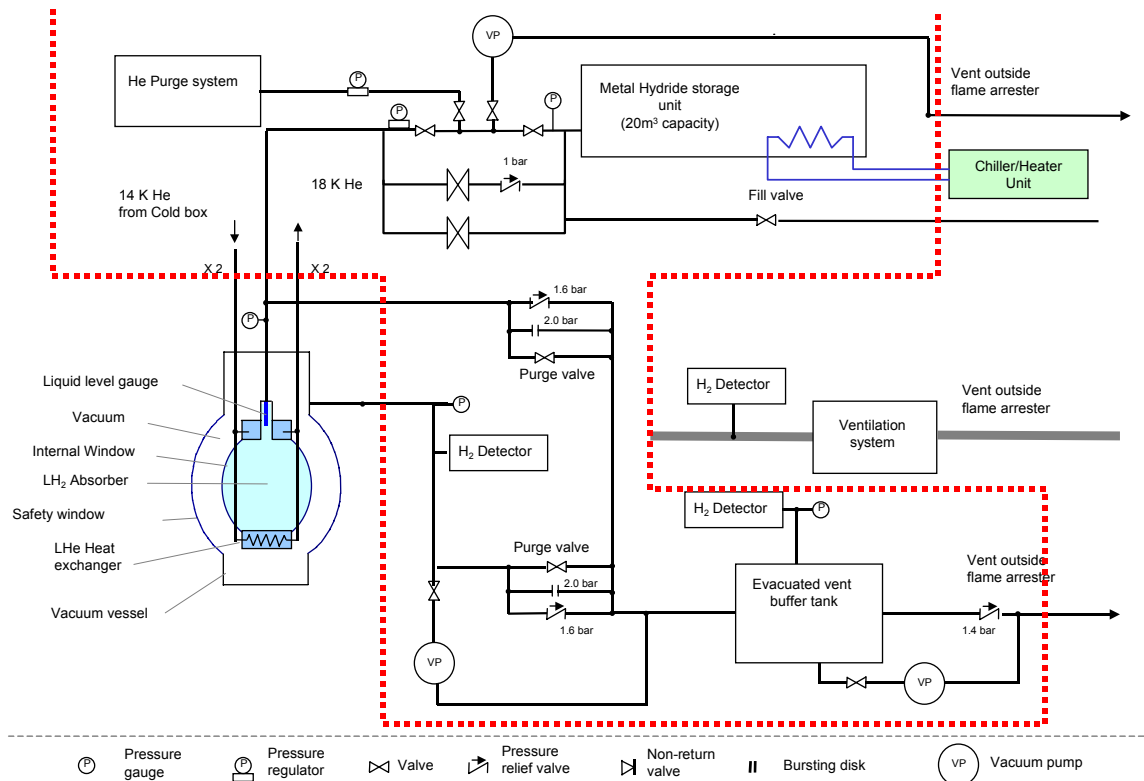 VP
P
He Purge system
P
P
Metal Hydride storage
unit
(20m³ capacity)
Vent outside
flame arrester
1 bar
14 K He
from Cold box
18 K He
Chiller/Heater
Unit
Fill valve
X 2
X 2
1.6 bar
P
2.0 bar
Purge valve
Liquid level gauge
Vacuum
Internal Window
LH₂ Absorber
Safety window
LHe Heat
exchanger
Vacuum vessel
P
H₂ Detector
H₂ Detector
Ventilation
system
Vent outside
flame arrester
H₂ Detector
P
Purge valve
2.0 bar
1.6 bar
Evacuated vent
buffer tank
Vent outside
flame arrester
1.4 bar
VP
VP
P
Pressure
gauge
P
Pressure
regulator
Valve
Pressure
relief valve
Non-return
valve
Bursting disk
VP
Vacuum pump